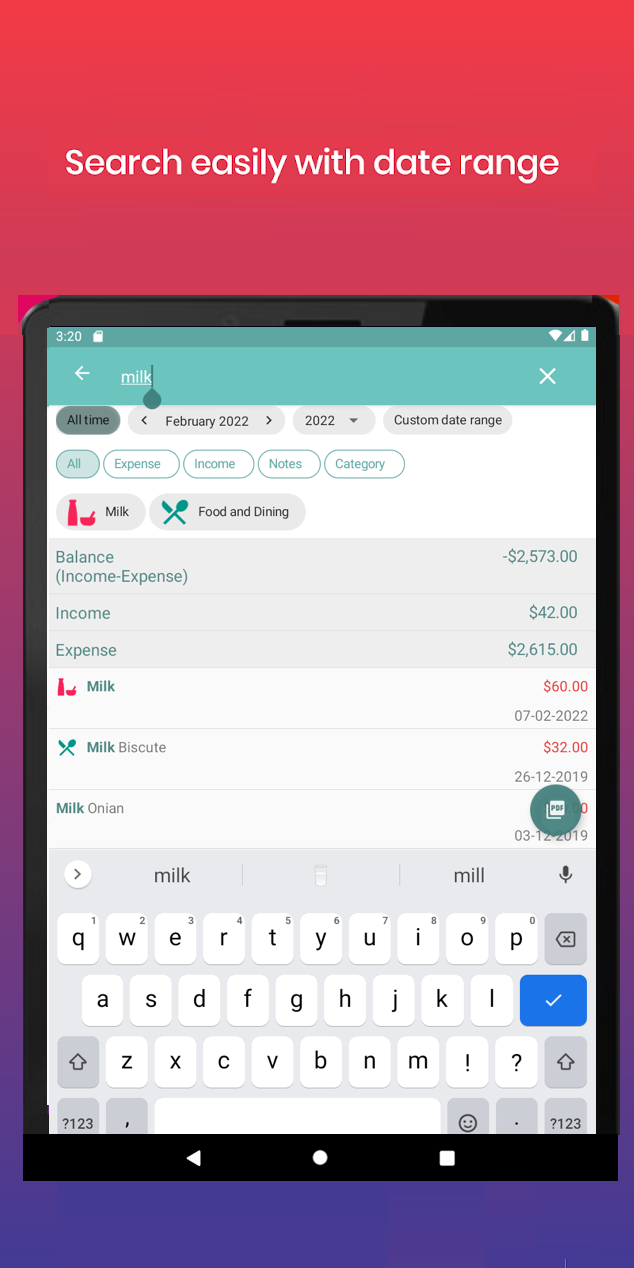 Search easily with date range
3:20
milk
All time
February 2022
2022
Custom date range
All
Expense
Income
Notes
Category
Milk
Food and Dining
Balance
(Income-Expense)
-$2,573.00
Income
$42.00
Expense
$2,615.00
Milk
$60.00
07-02-2022
Milk Biscute
$32.00
26-12-2019
Milk Onian
PDF
03-12-2019
milk
mill
q 1 w 2 e 3 r 4 t 5 y 6 u 7 i 8 o 9 p 0
a s d f g h j k l
z x c v b n m ! ?
?123 , . ?123